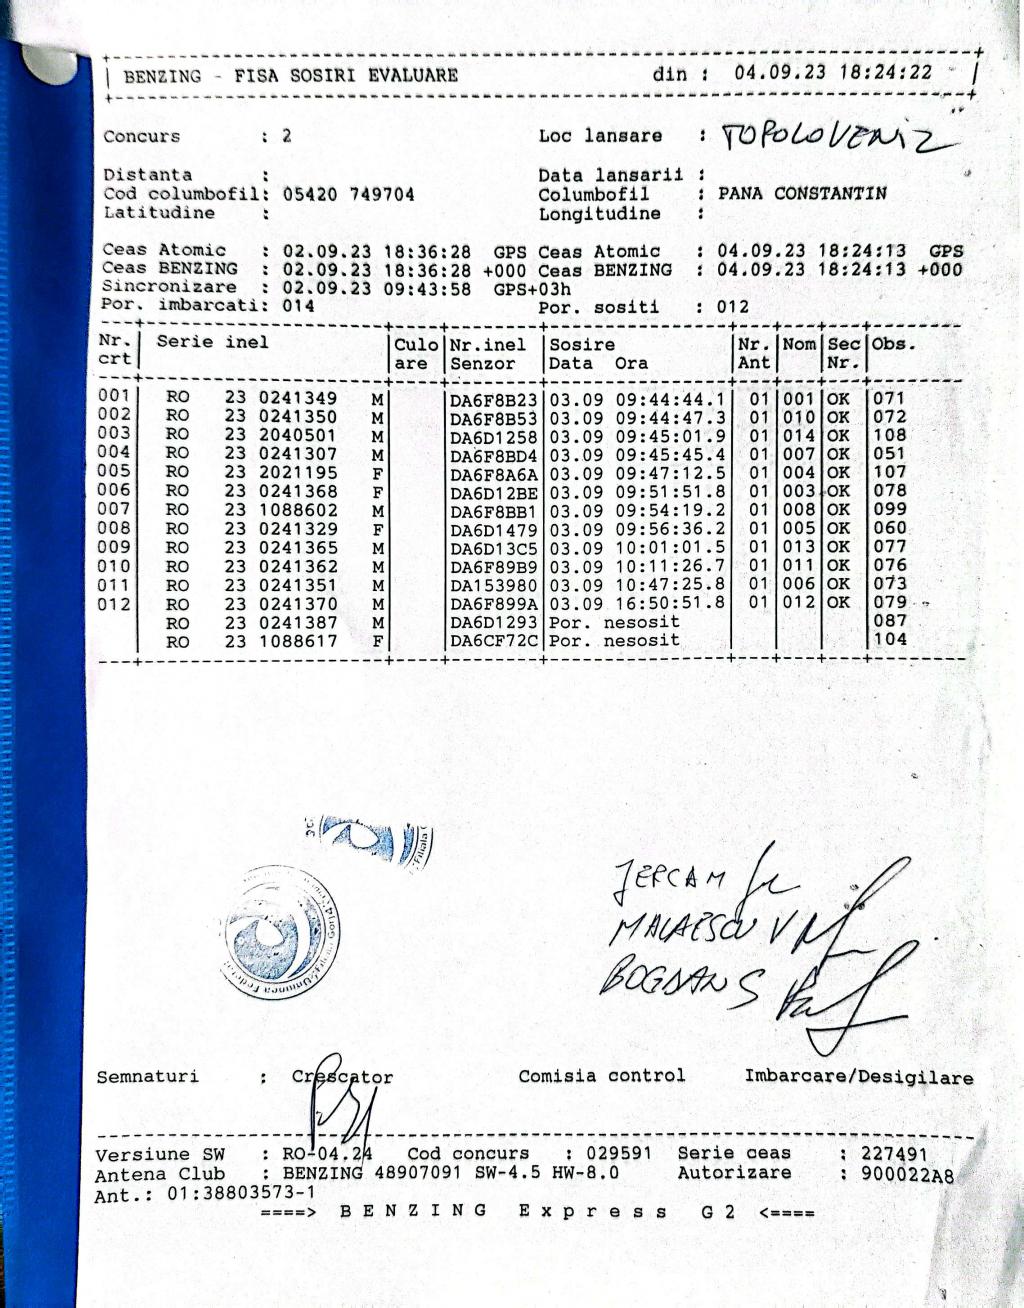 BENZING - FISA SOSIRI EVALUARE din : 04.09.23 18:24:22
Concurs : 2 Loc lansare : TOPOLOVENIZ
Distanta : Data lansarii :
Cod columbofil: 05420 749704 Columbofil : PANA CONSTANTIN
Latitudine : Longitudine :
Ceas Atomic : 02.09.23 18:36:28 GPS Ceas Atomic : 04.09.23 18:24:13 GPS
Ceas BENZING : 02.09.23 18:36:28 +000 Ceas BENZING : 04.09.23 18:24:13 +000
Sincronizare : 02.09.23 09:43:58 GPS+03h
Por. imbarcati: 014 Por. sositi : 012
Nr. Serie inel Culo Nr.inel Sosire Nr. Nom Sec Obs.
crt are Senzor Data Ora Ant Nr.
001 RO 23 0241349 M DA6F8B23 03.09 09:44:44.1 01 001 OK 071
002 RO 23 0241350 M DA6F8B53 03.09 09:44:47.3 01 010 OK 072
003 RO 23 2040501 M DA6D1258 03.09 09:45:01.9 01 014 OK 108
004 RO 23 0241307 M DA6F8BD4 03.09 09:45:45.4 01 007 OK 051
005 RO 23 2021195 F DA6F8A6A 03.09 09:47:12.5 01 004 OK 107
006 RO 23 0241368 F DA6D12BE 03.09 09:51:51.8 01 003 OK 078
007 RO 23 1088602 M DA6F8BB1 03.09 09:54:19.2 01 008 OK 099
008 RO 23 0241329 F DA6D1479 03.09 09:56:36.2 01 005 OK 060
009 RO 23 0241365 M DA6D13C5 03.09 10:01:01.5 01 013 OK 077
010 RO 23 0241362 M DA6F89B9 03.09 10:11:26.7 01 011 OK 076
011 RO 23 0241351 M DA153980 03.09 10:47:25.8 01 006 OK 073
012 RO 23 0241370 M DA6F899A 03.09 16:50:51.8 01 012 OK 079
RO 23 0241387 M DA6D1293 Por. nesosit 087
RO 23 1088617 F DA6CF72C Por. nesosit 104
JERCA M
MALAESCU V
BOGDAN S
Semnaturi : Crescator Comisia control Imbarcare/Desigilare
Versiune SW : RO-04.24 Cod concurs : 029591 Serie ceas : 227491
Antena Club : BENZING 48907091 SW-4.5 HW-8.0 Autorizare : 900022A8
Ant.: 01:38803573-1
====> B E N Z I N G E x p r e s s G 2 <====